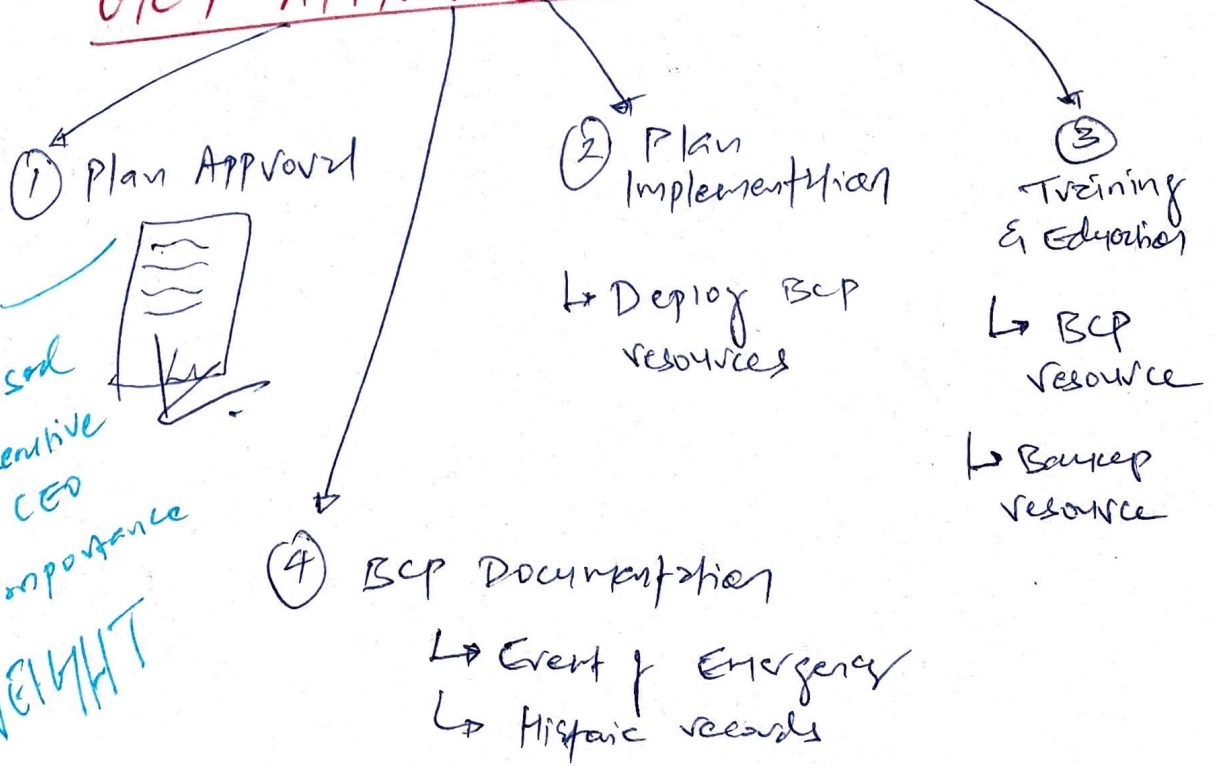 ① Plan Approval
② Plan
Implementation
③
Training
& Education
↳ Deploy BCP
resources
↳ BCP
resource
↳ Backup
resource
CEO
④ BCP Documentation
↳ Event of Emergency
↳ Historic records